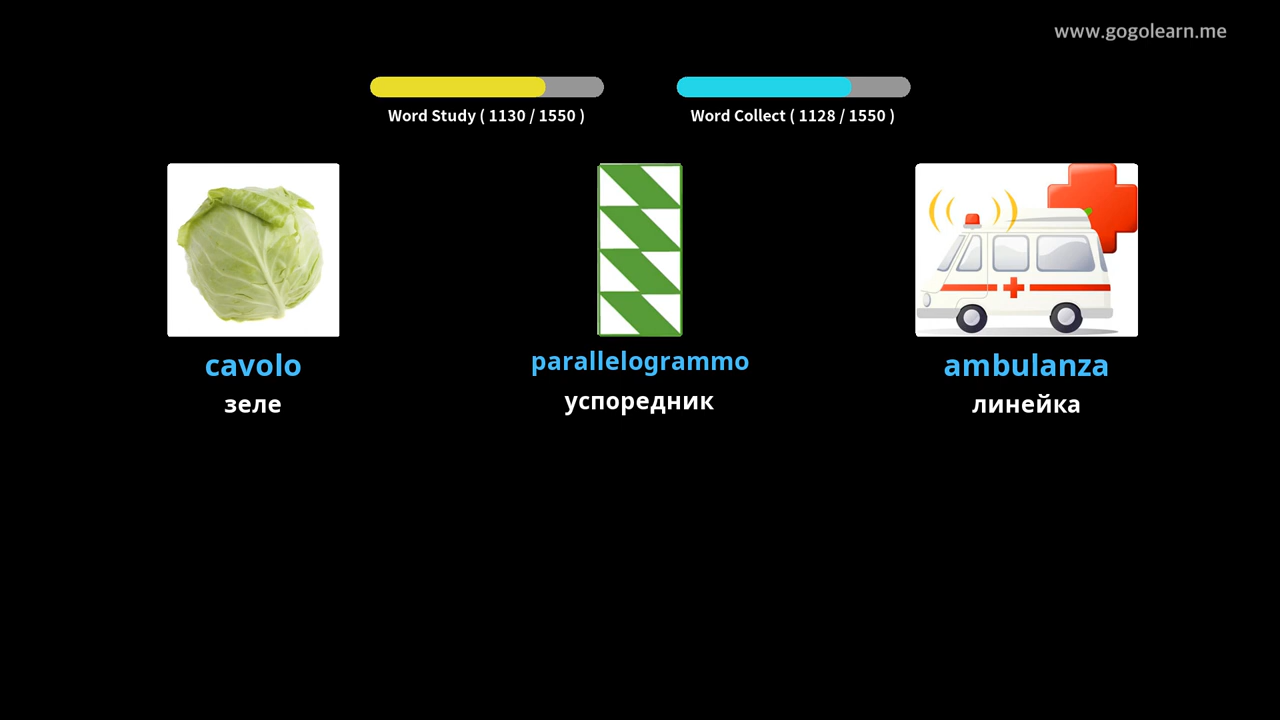 www.gogolearn.me
Word Study ( 1130 / 1550 )
Word Collect ( 1128 / 1550 )
cavolo
зеле
parallelogrammo
успоредник
ambulanza
линейка